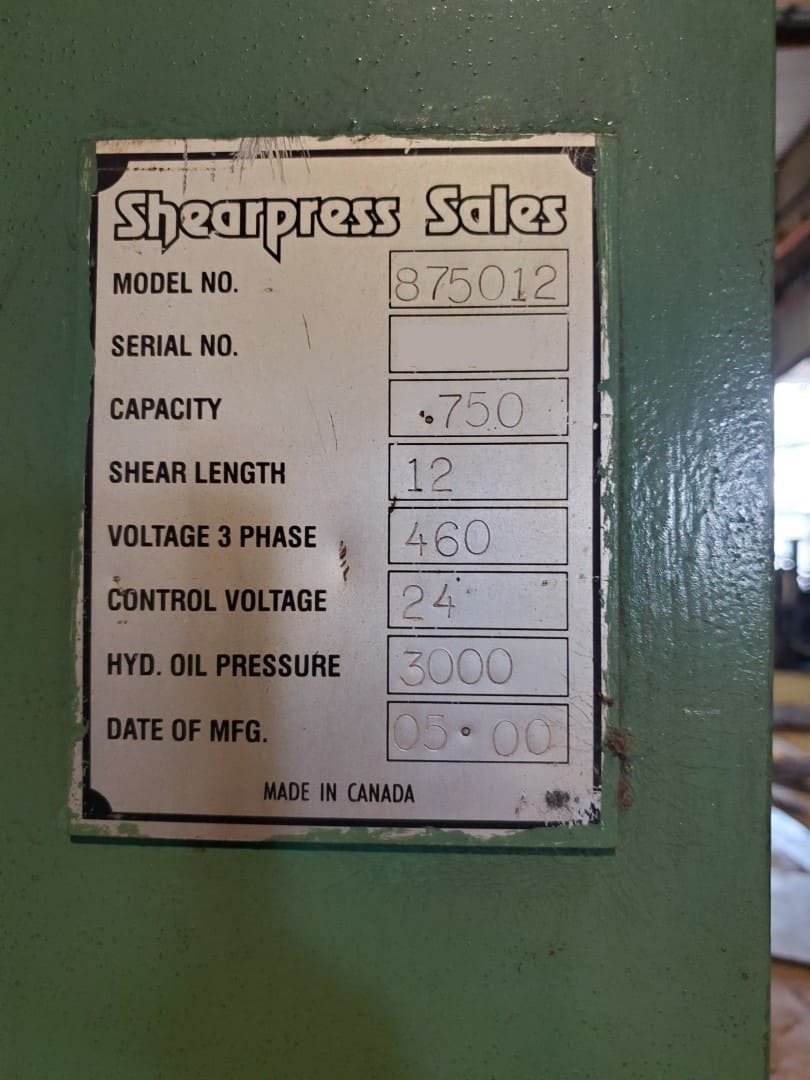 Shearpress Sales
MODEL NO. 875012
SERIAL NO.
CAPACITY .750
SHEAR LENGTH 12
VOLTAGE 3 PHASE 460
CONTROL VOLTAGE 24
HYD. OIL PRESSURE 3000
DATE OF MFG. 05 • 00
MADE IN CANADA